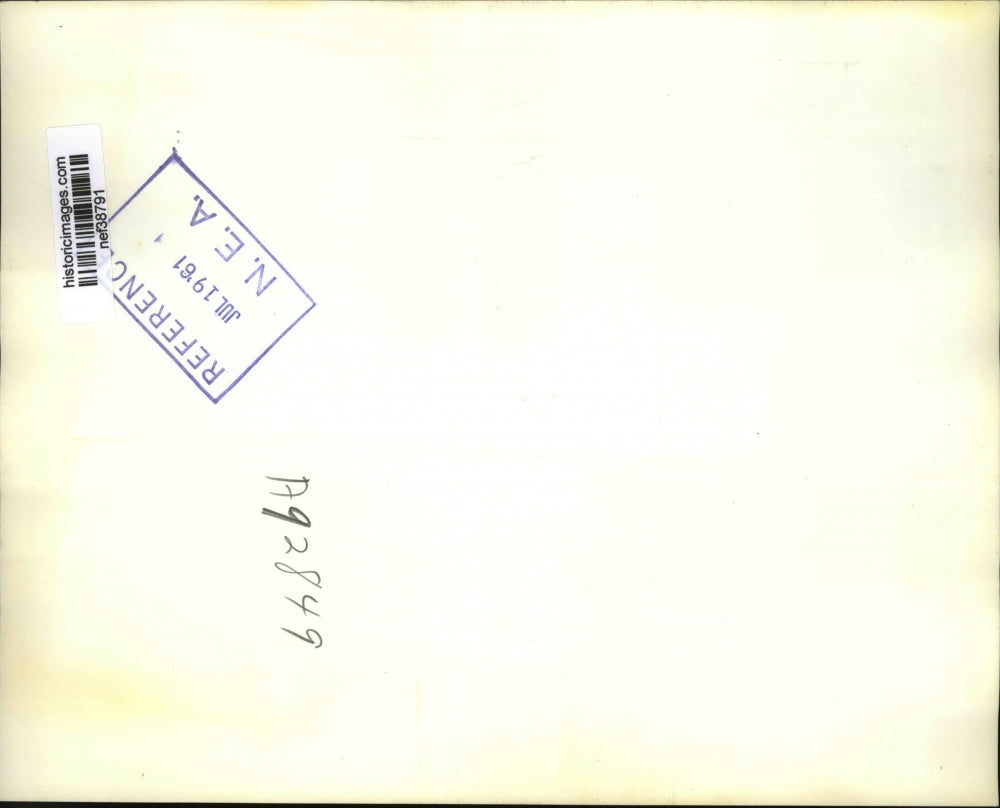 historicimages.com
nef38791
REFERENCE
JUL 19 '61
N. E. A.
A92849